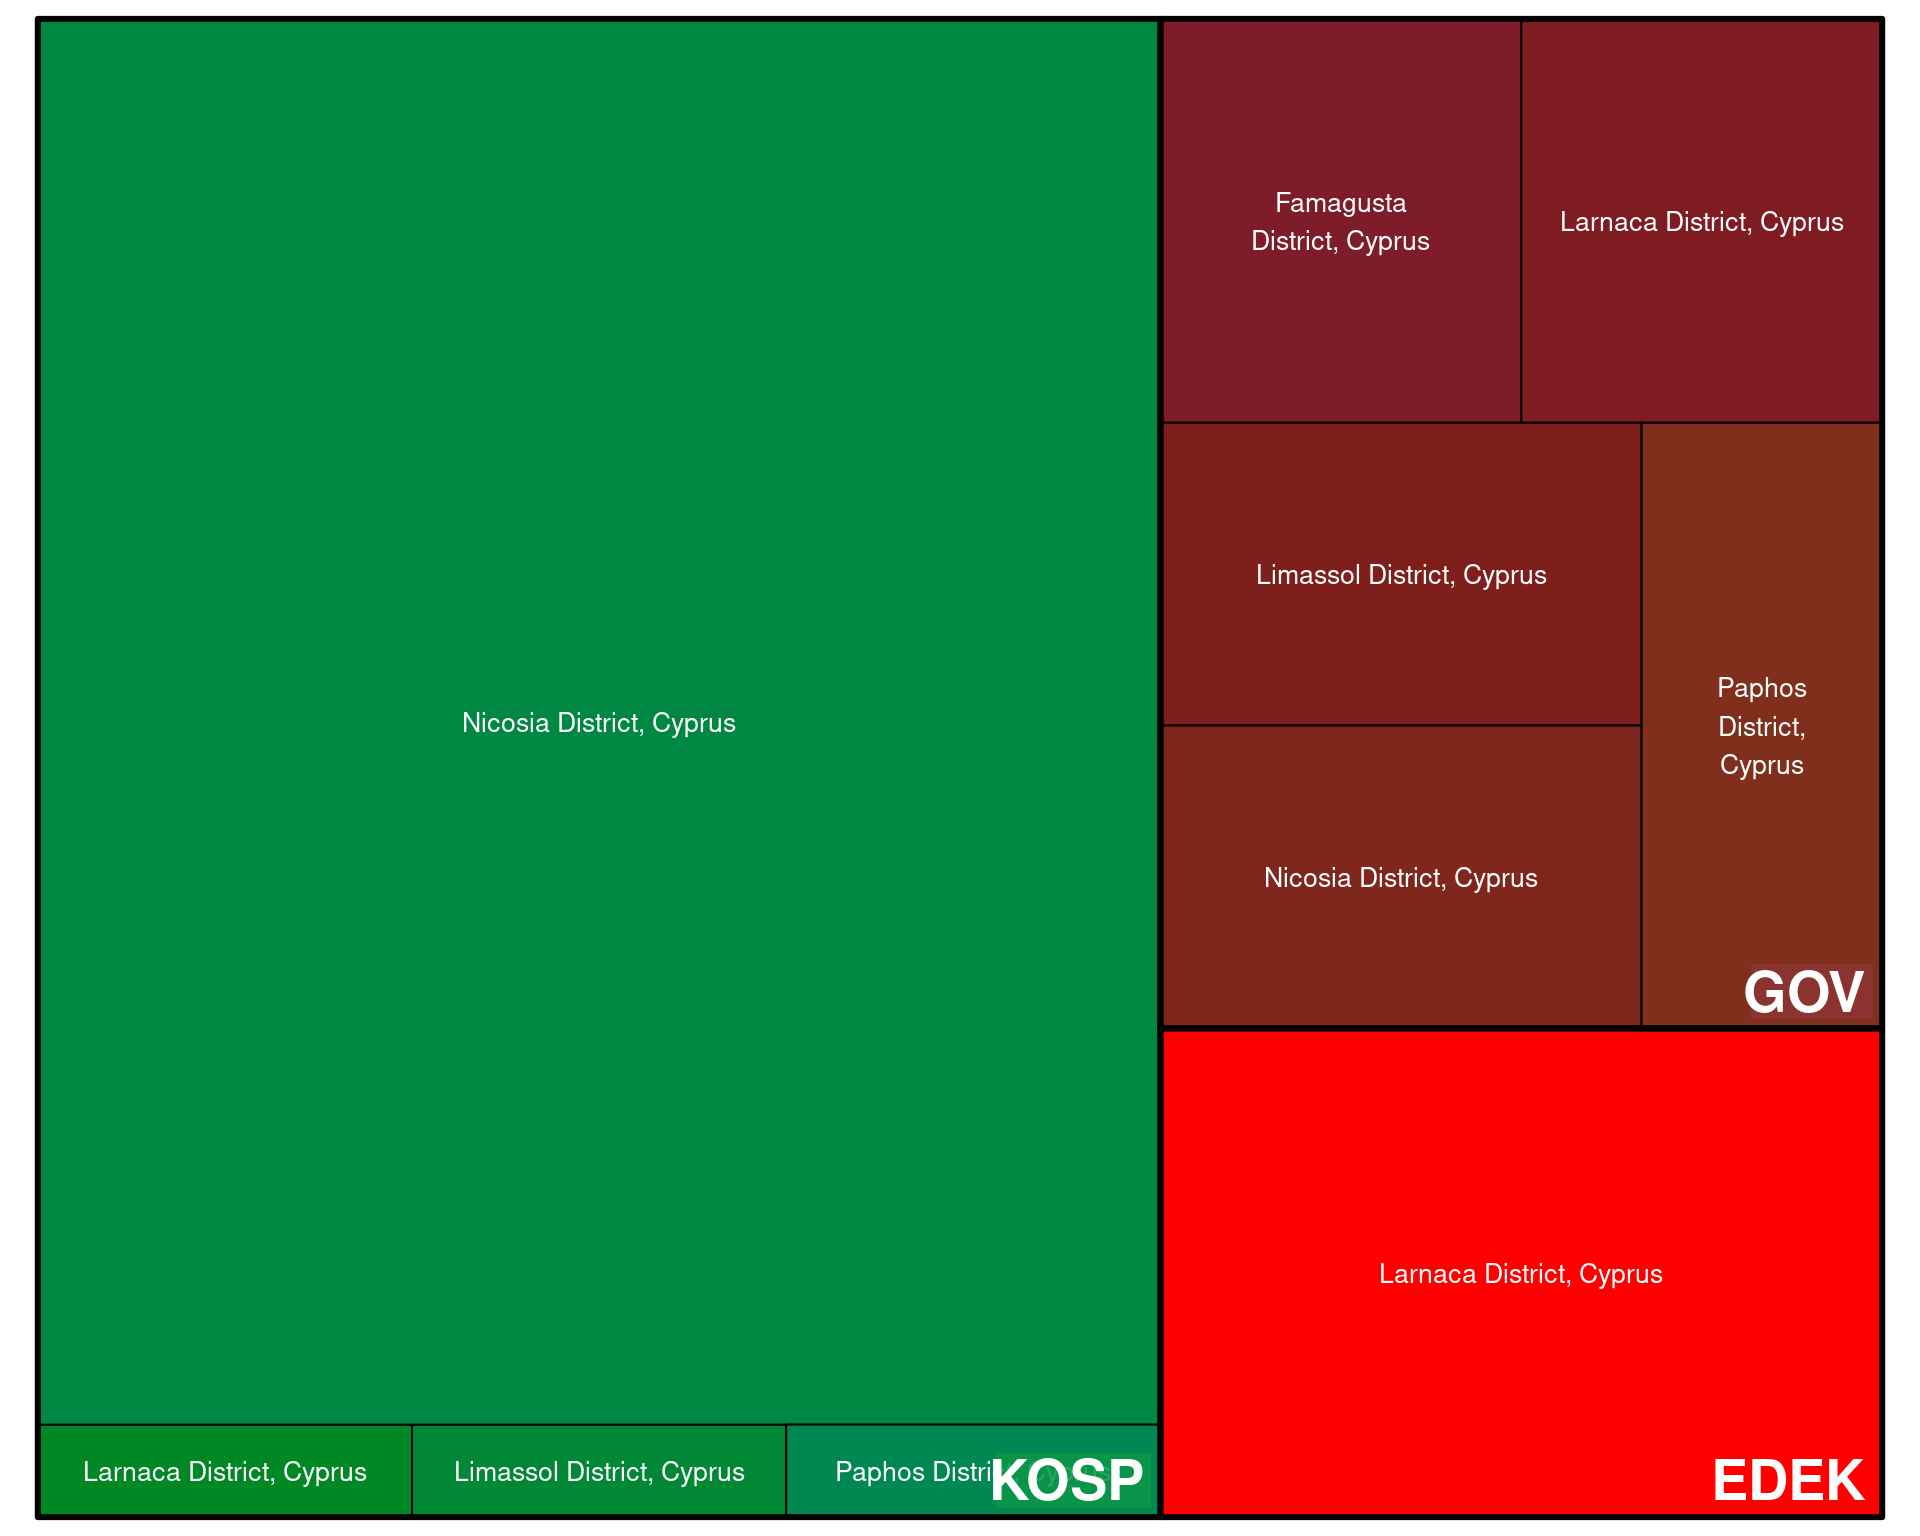 Famagusta
District, Cyprus
Larnaca District, Cyprus
Limassol District, Cyprus
Paphos
District,
Cyprus
Nicosia District, Cyprus
Nicosia District, Cyprus
GOV
Larnaca District, Cyprus
Larnaca District, Cyprus
Limassol District, Cyprus
Paphos
KOSP
EDEK